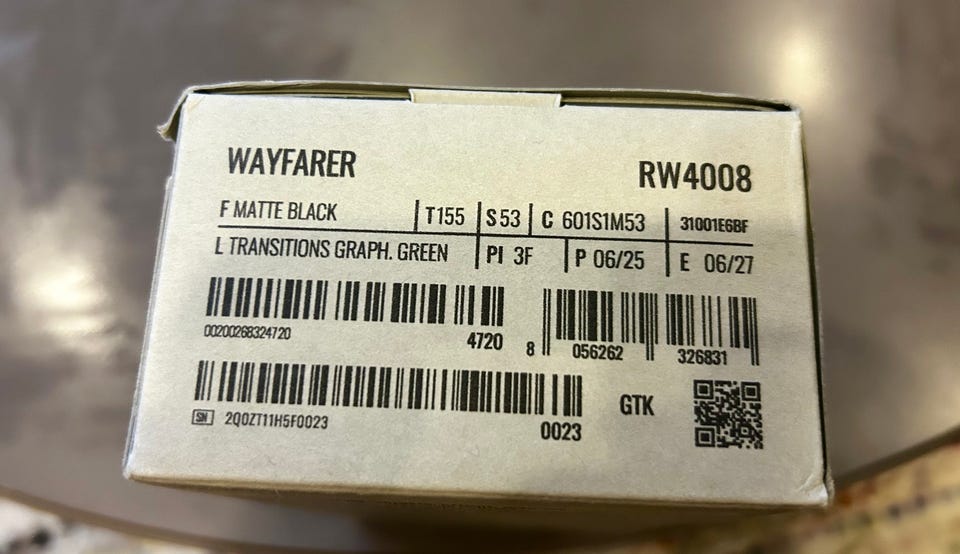 WAYFARER RW4008
F MATTE BLACK T155 S 53 C 601S1M53 31001E6BF
L TRANSITIONS GRAPH. GREEN PI 3F P 06/25 E 06/27
00200268324720 4720 8 056262 326831
SN 2Q0ZT11H5F0023 0023 GTK